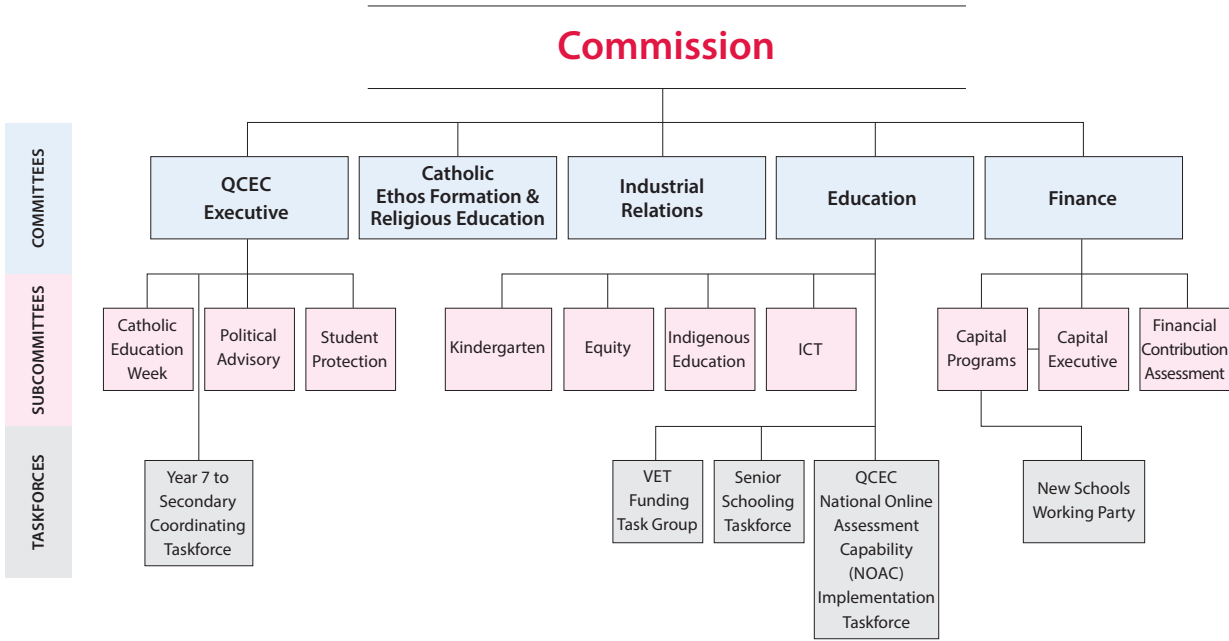 Commission
COMMITTEES
QCEC
Executive
Catholic
Ethos Formation &
Religious Education
Industrial
Relations
Education
Finance
SUBCOMMITTEES
Catholic
Education
Week
Political
Advisory
Student
Protection
Kindergarten
Equity
Indigenous
Education
ICT
Capital
Programs
Capital
Executive
Financial
Contribution
Assessment
TASKFORCES
Year 7 to
Secondary
Coordinating
Taskforce
VET
Funding
Task Group
Senior
Schooling
Taskforce
QCEC
National Online
Assessment
Capability
(NOAC)
Implementation
Taskforce
New Schools
Working Party